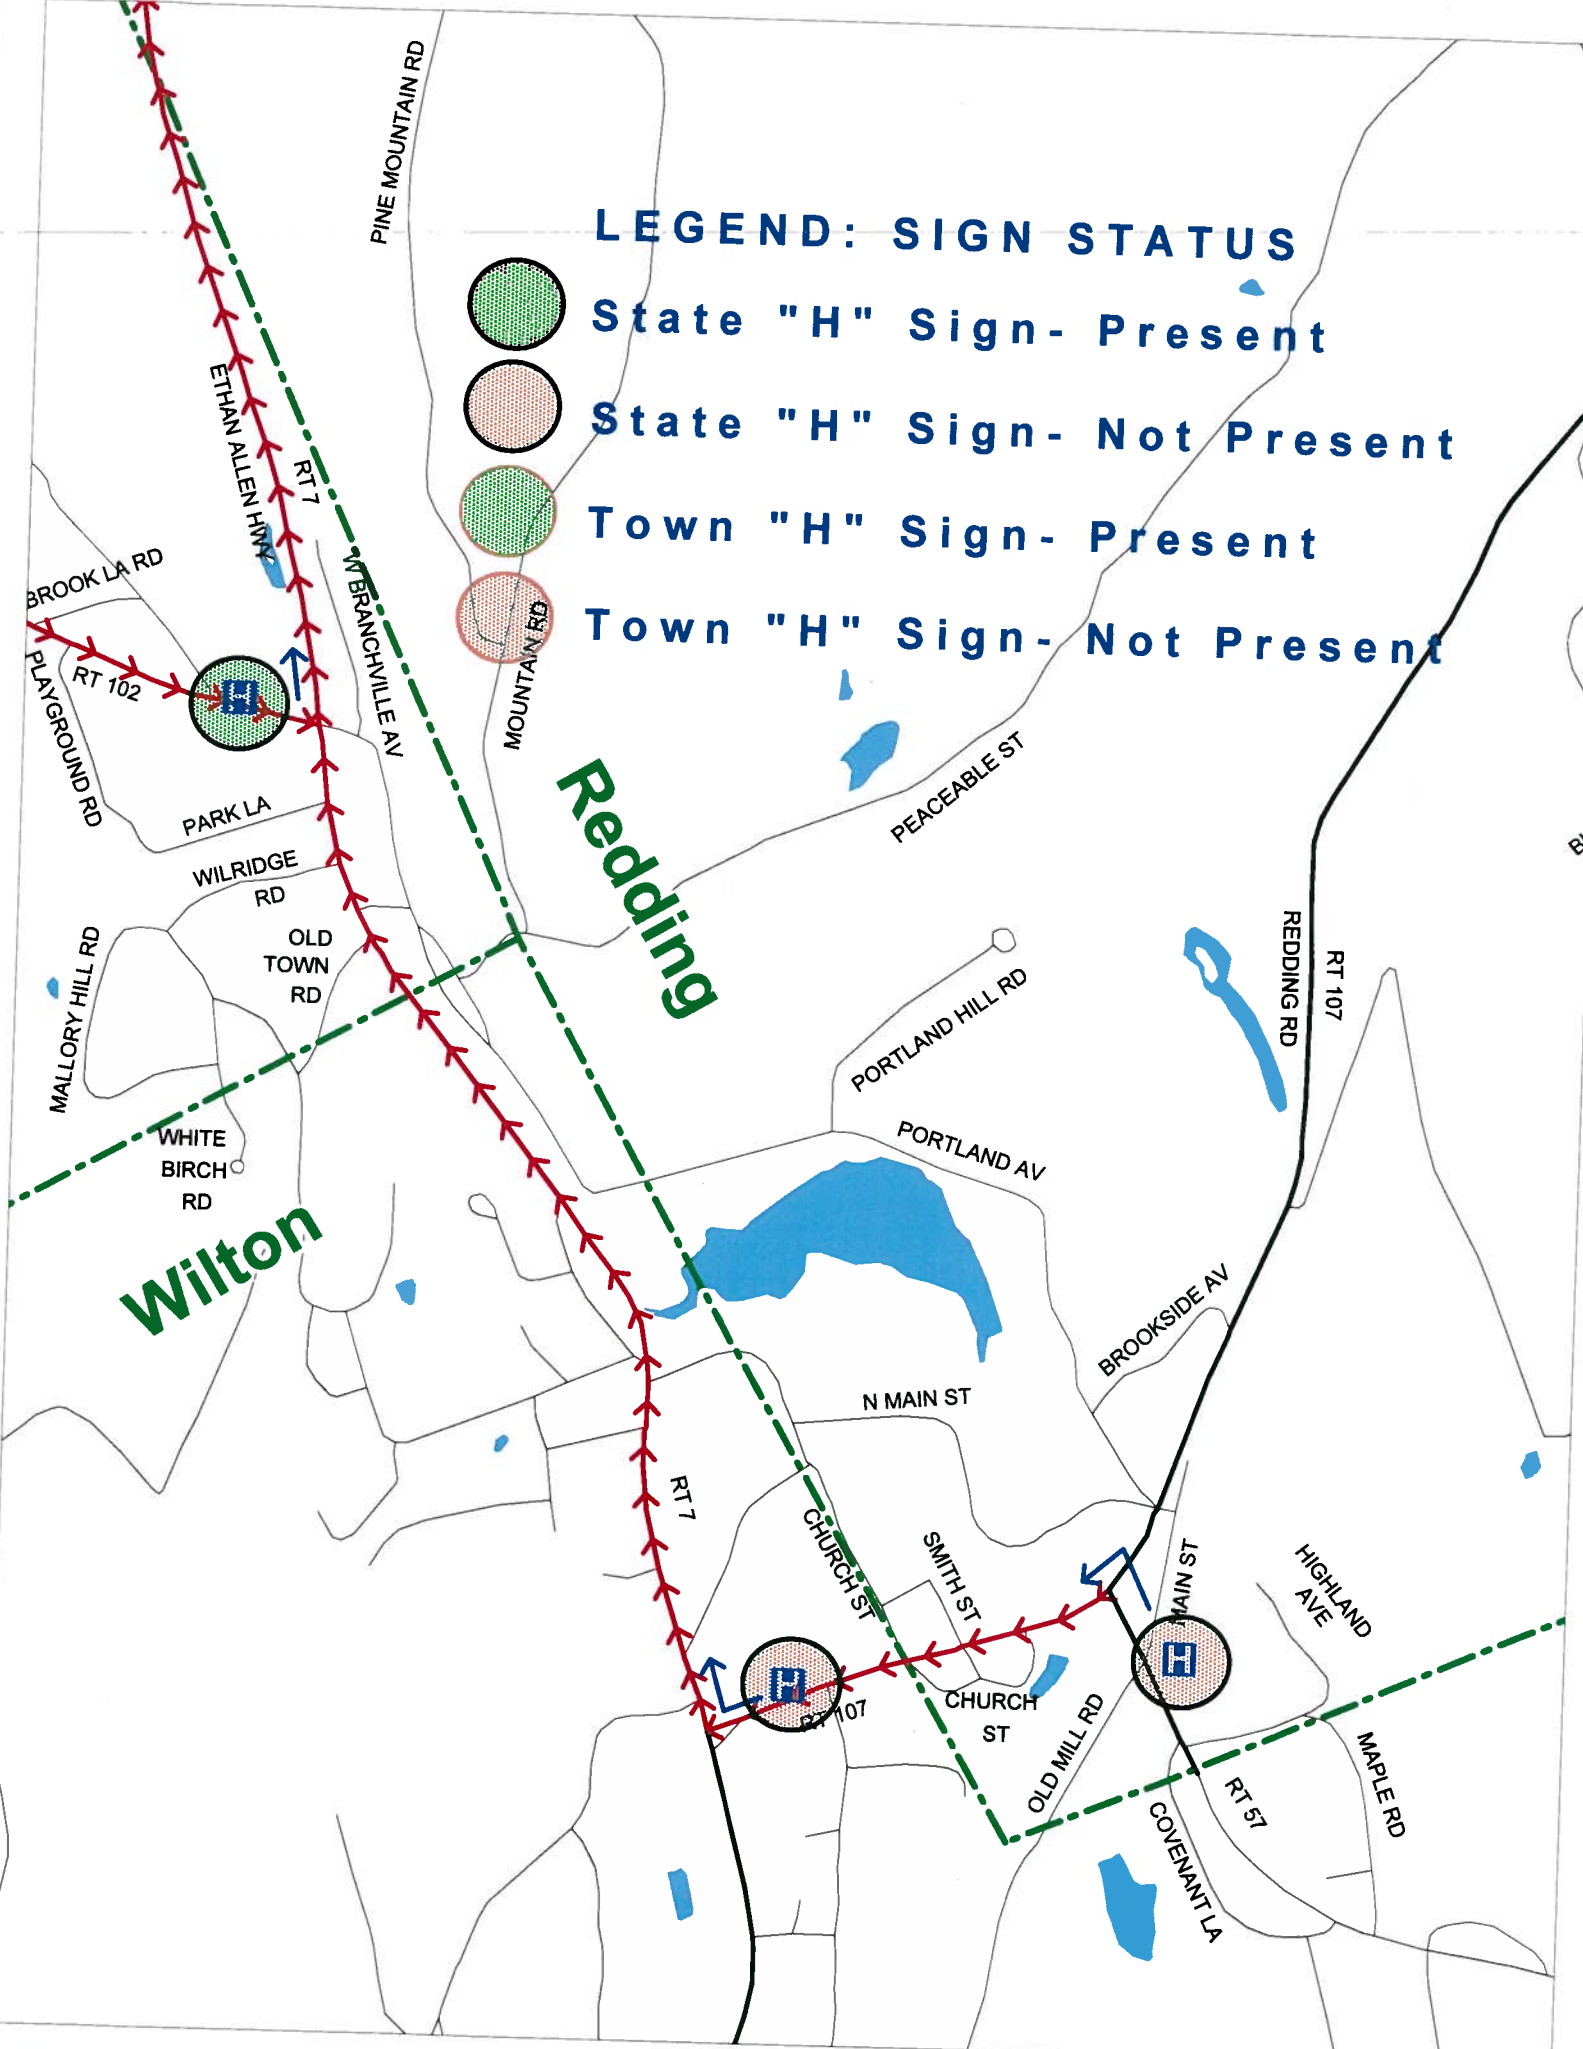 PINE MOUNTAIN RD
LEGEND: SIGN STATUS
State "H" Sign- Present
State "H" Sign- Not Present
Town "H" Sign- Present
Town "H" Sign- Not Present
ETHAN ALLEN HWY
RT 7
W BRANCHVILLE AV
BROOK LA RD
PLAYGROUND RD
RT 102
H
MOUNTAIN RD
PEACEABLE ST
Redding
PARK LA
WILRIDGE
RD
OLD
TOWN
RD
MALLORY HILL RD
WHITE
BIRCH
RD
Wilton
PORTLAND HILL RD
PORTLAND AV
REDDING RD
RT 107
BROOKSIDE AV
N MAIN ST
RT 7
CHURCH ST
SMITH ST
MAIN ST
HIGHLAND
AVE
H
RT 107
H
CHURCH
ST
OLD MILL RD
RT 57
COVENANT LA
MAPLE RD